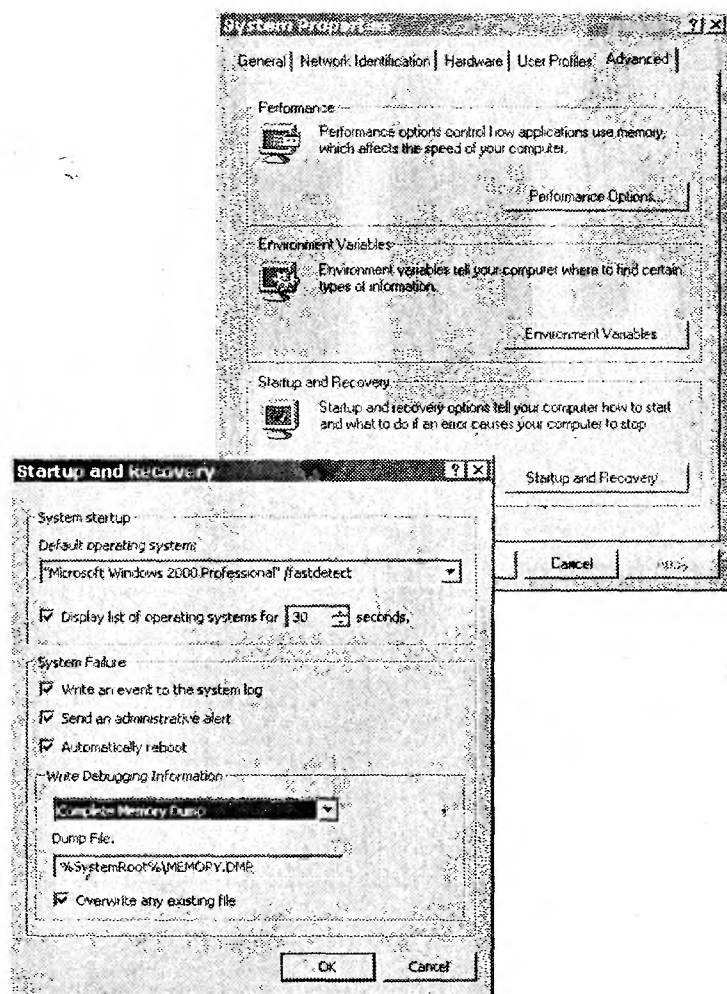 System Properties
General Network Identification Hardware User Profiles Advanced
Performance
Performance options control how applications use memory,
which affects the speed of your computer.
Performance Options...
Environment Variables
Environment variables tell your computer where to find certain
types of information.
Environment Variables
Startup and Recovery
Startup and recovery options tell your computer how to start
and what to do if an error causes your computer to stop
Startup and Recovery
Cancel
Startup and Recovery
System startup
Default operating system:
"Microsoft Windows 2000 Professional" /fastdetect
Display list of operating systems for 30 seconds.
System Failure
Write an event to the system log
Send an administrative alert
Automatically reboot
Write Debugging Information
Complete Memory Dump
Dump File:
%SystemRoot%\MEMORY.DMP
Overwrite any existing file
OK Cancel